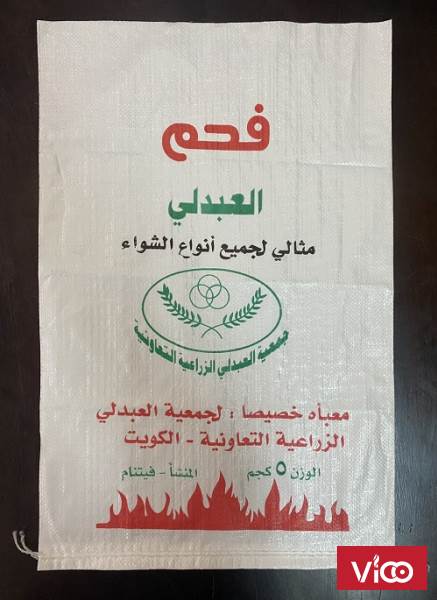 فحم
العبدلي
مثالي لجميع أنواع الشواء
جمعية العبدلي الزراعية التعاونية
معبأه خصيصا : لجمعية العبدلي
الزراعية التعاونية - الكويت
الوزن ٥ كجم المنشأ - فيتنام
Vico